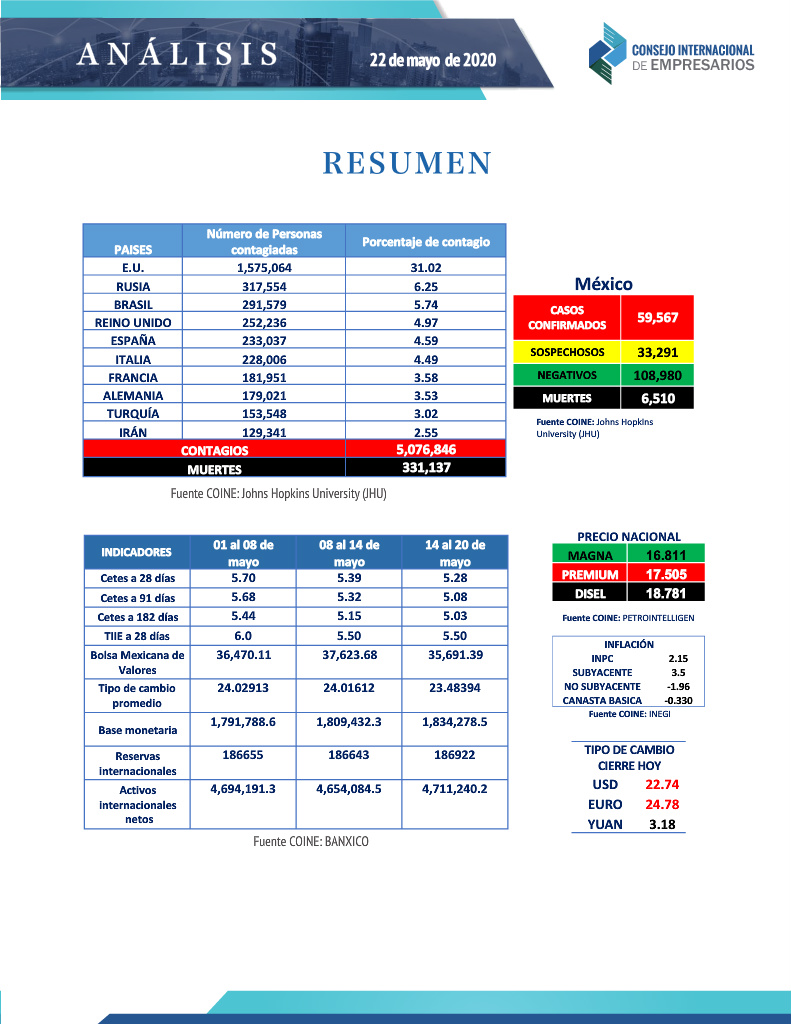 ANÁLISIS
22 de mayo de 2020
CONSEJO INTERNACIONAL
DE EMPRESARIOS
RESUMEN
PAISES Número de Personas contagiadas Porcentaje de contagio
E.U. 1,575,064 31.02
RUSIA 317,554 6.25
BRASIL 291,579 5.74
REINO UNIDO 252,236 4.97
ESPAÑA 233,037 4.59
ITALIA 228,006 4.49
FRANCIA 181,951 3.58
ALEMANIA 179,021 3.53
TURQUÍA 153,548 3.02
IRÁN 129,341 2.55
CONTAGIOS 5,076,846
MUERTES 331,137
Fuente COINE: Johns Hopkins University (JHU)
México
CASOS CONFIRMADOS 59,567
SOSPECHOSOS 33,291
NEGATIVOS 108,980
MUERTES 6,510
Fuente COINE: Johns Hopkins
University (JHU)
INDICADORES 01 al 08 de mayo 08 al 14 de mayo 14 al 20 de mayo
Cetes a 28 días 5.70 5.39 5.28
Cetes a 91 días 5.68 5.32 5.08
Cetes a 182 días 5.44 5.15 5.03
TIIE a 28 días 6.0 5.50 5.50
Bolsa Mexicana de Valores 36,470.11 37,623.68 35,691.39
Tipo de cambio promedio 24.02913 24.01612 23.48394
Base monetaria 1,791,788.6 1,809,432.3 1,834,278.5
Reservas internacionales 186655 186643 186922
Activos internacionales netos 4,694,191.3 4,654,084.5 4,711,240.2
Fuente COINE: BANXICO
PRECIO NACIONAL
MAGNA 16.811
PREMIUM 17.505
DISEL 18.781
Fuente COINE: PETROINTELLIGEN
INFLACIÓN
INPC 2.15
SUBYACENTE 3.5
NO SUBYACENTE -1.96
CANASTA BASICA -0.330
Fuente COINE: INEGI
TIPO DE CAMBIO
CIERRE HOY
USD 22.74
EURO 24.78
YUAN 3.18